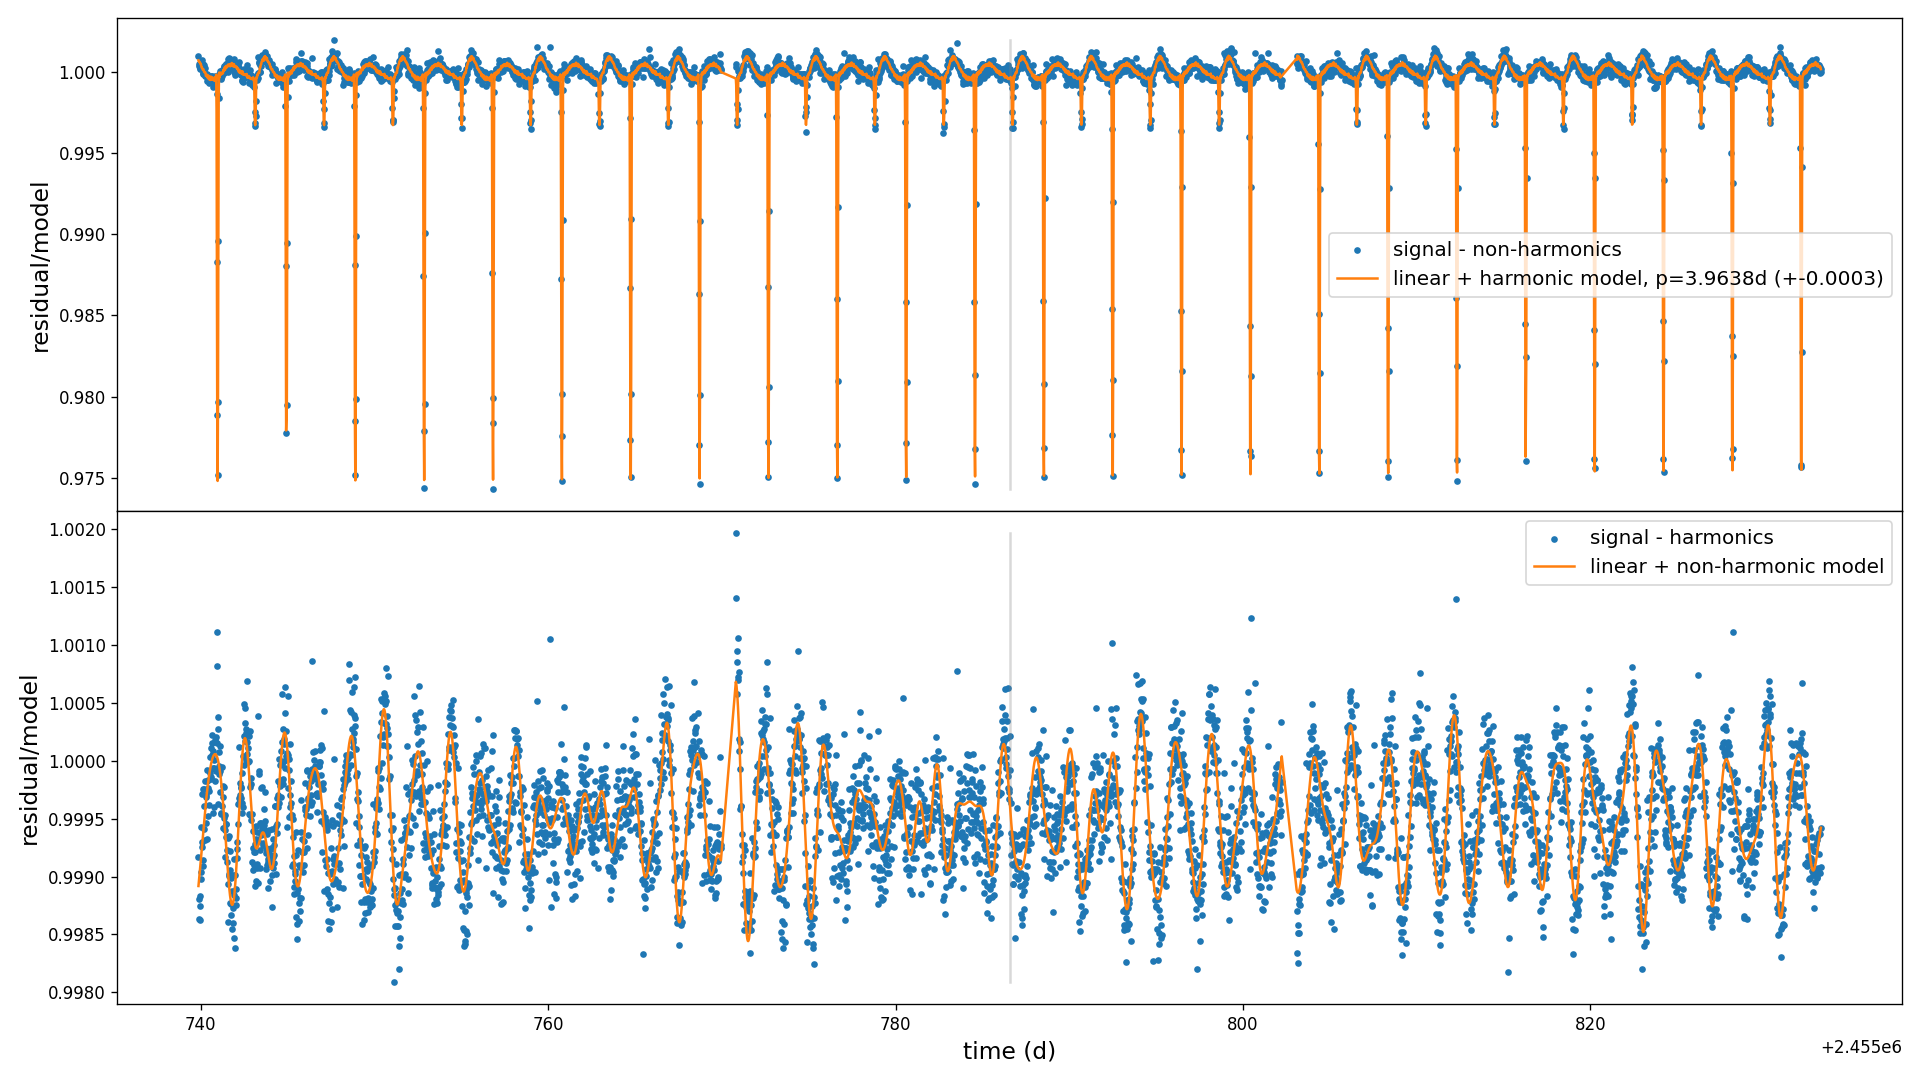 residual/model
1.000
0.995
0.990
0.985
0.980
0.975
signal - non-harmonics
linear + harmonic model, p=3.9638d (+-0.0003)
residual/model
1.0020
1.0015
1.0010
1.0005
1.0000
0.9995
0.9990
0.9985
0.9980
signal - harmonics
linear + non-harmonic model
740 760 780 800 820
time (d)
+2.455e6